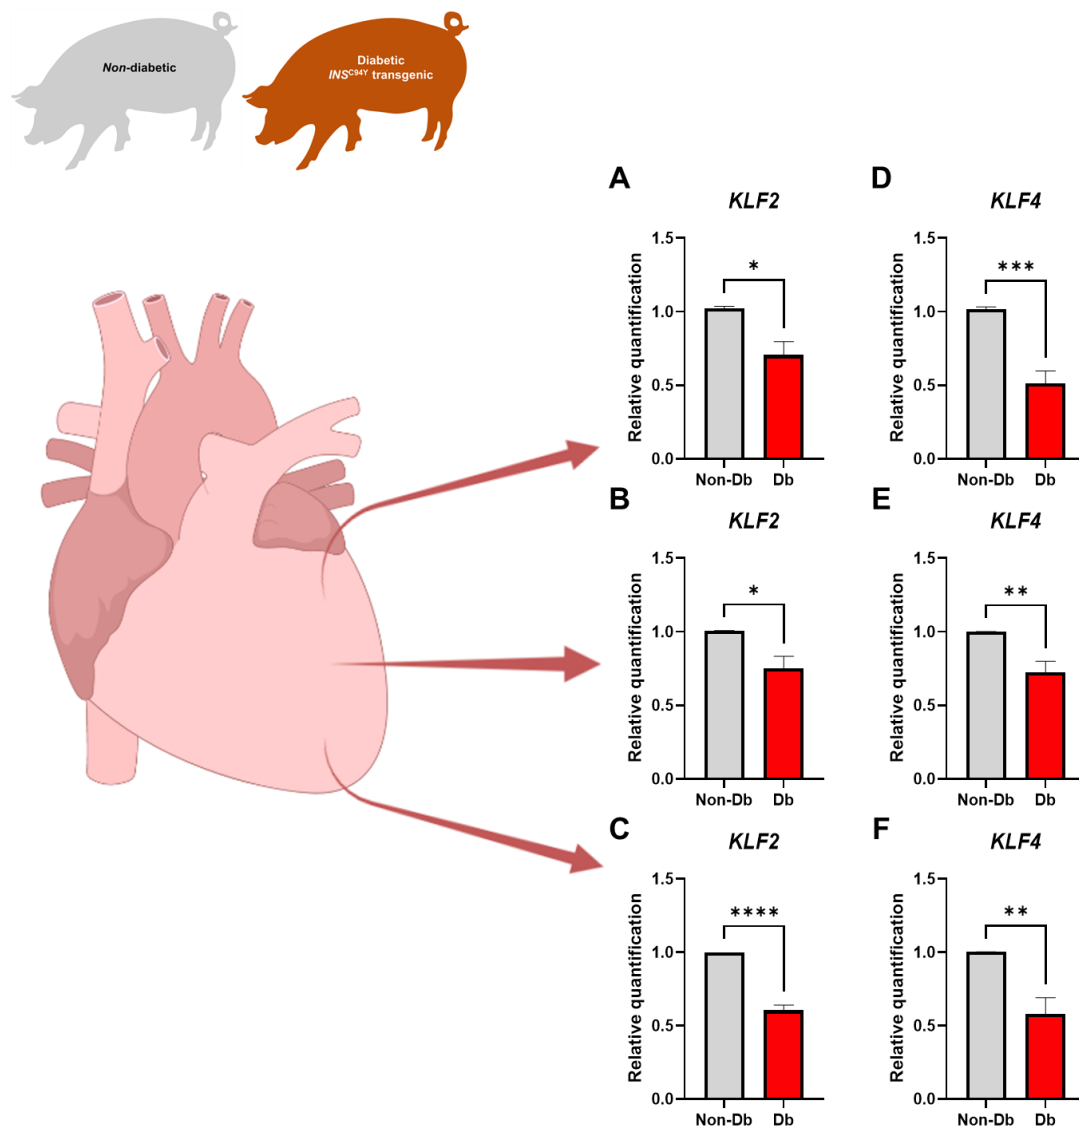 Non-diabetic
Diabetic
INS^C94Y transgenic
A
KLF2
Relative quantification
1.5
1.0
0.5
0.0
*
Non-Db Db
D
KLF4
Relative quantification
1.5
1.0
0.5
0.0
***
Non-Db Db
B
KLF2
Relative quantification
1.5
1.0
0.5
0.0
*
Non-Db Db
E
KLF4
Relative quantification
1.5
1.0
0.5
0.0
**
Non-Db Db
C
KLF2
Relative quantification
1.5
1.0
0.5
0.0
****
Non-Db Db
F
KLF4
Relative quantification
1.5
1.0
0.5
0.0
**
Non-Db Db